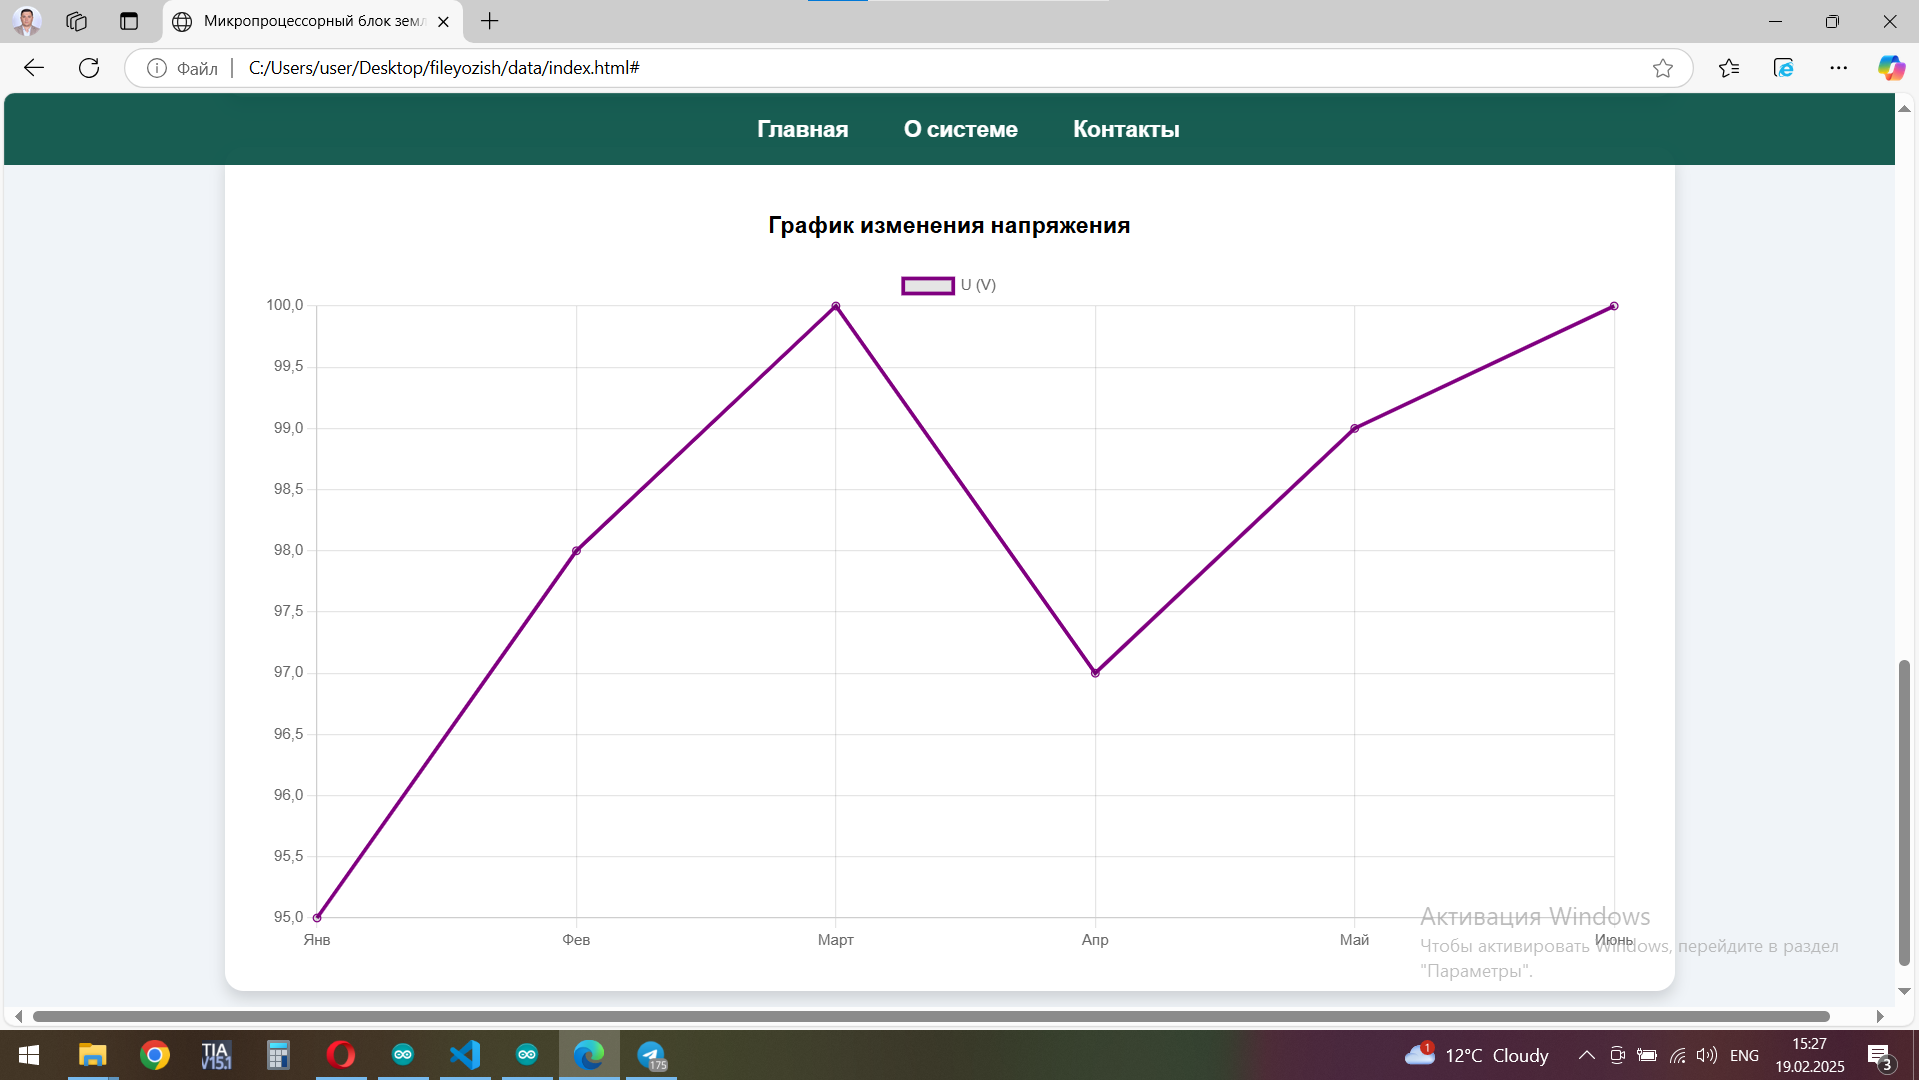 Микропроцессорный блок земл
Файл
C:/Users/user/Desktop/fileyozish/data/index.html#
Главная О системе Контакты
График изменения напряжения
U (V)
100,0
99,5
99,0
98,5
98,0
97,5
97,0
96,5
96,0
95,5
95,0
Янв Фев Март Апр Май Июнь
Активация Windows
Чтобы активировать Windows, перейдите в раздел
"Параметры".
TIA
V15.1
175
1
12°C Cloudy
ENG
15:27
19.02.2025
3